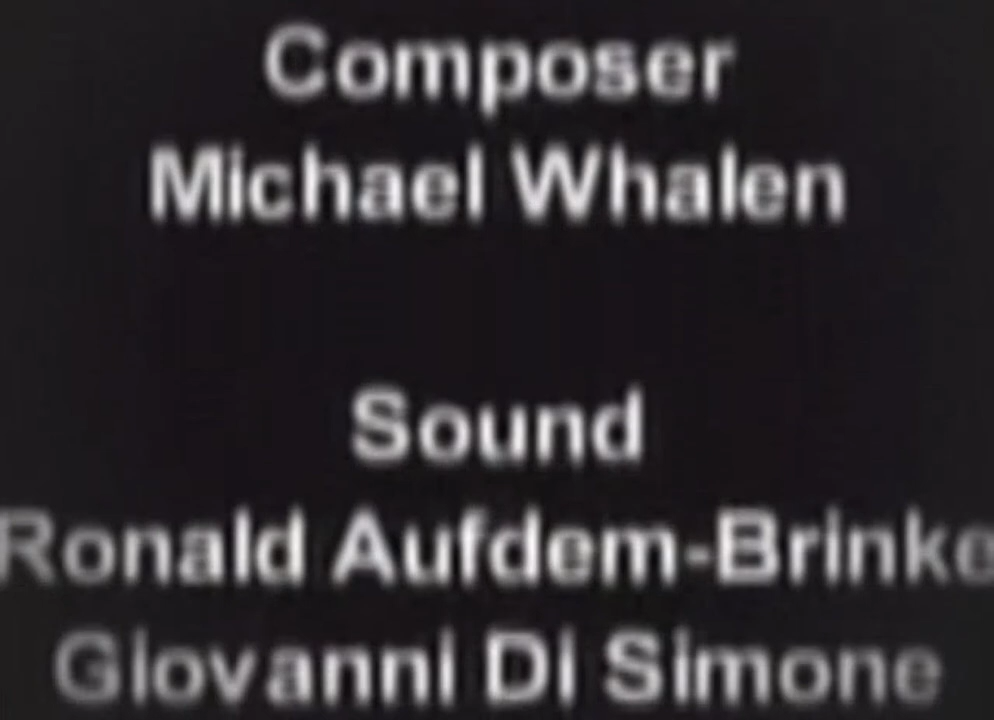 Composer
Michael Whalen
Sound
Ronald Aufdem-Brinke
Giovanni Di Simone